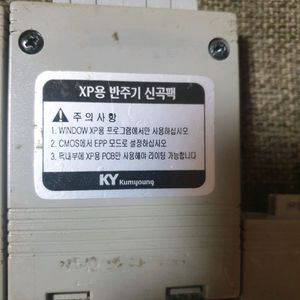 XP용 반주기 신곡팩
주 의 사 항
1. WINDOW XP용 프로그램에서만 사용하십시오
2. CMOS에서 EPP 모드로 설정하십시오
3. 팩내부에 XP용 PCB만 사용해야 라이팅 가능합니다
KY Kumyoung